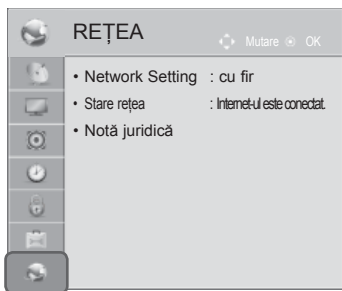 REȚEA
Mutare OK
• Network Setting : cu fir
• Stare rețea : Internet-ul este conectat.
• Notă juridică